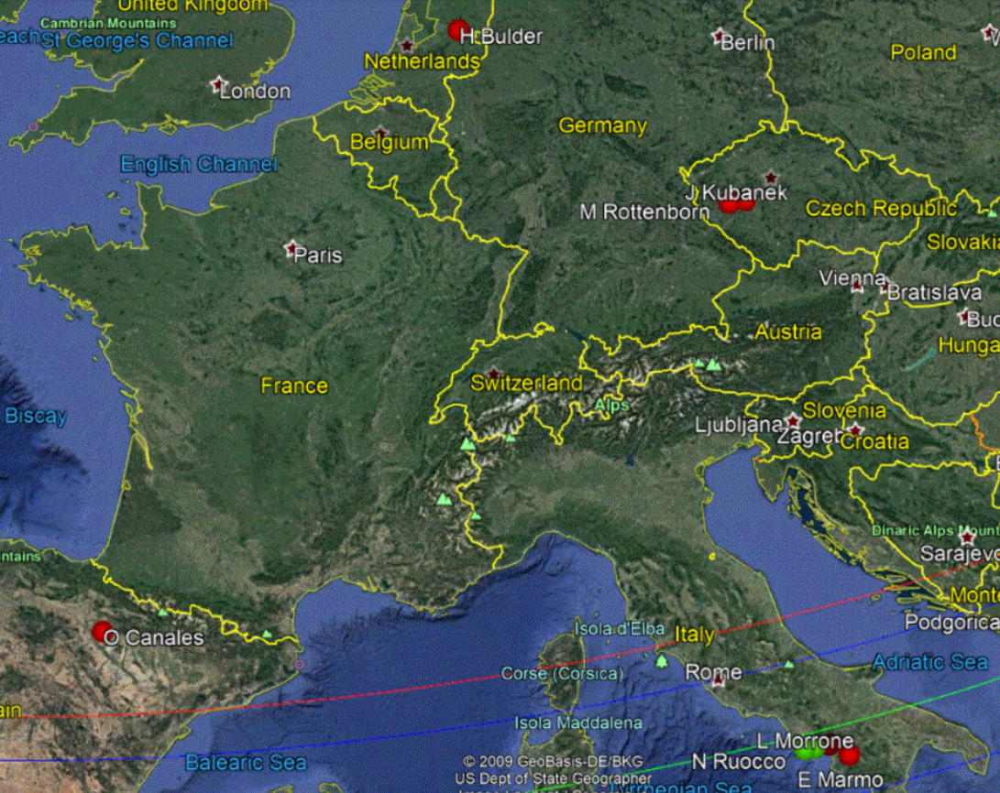 United Kingdom
Cambrian Mountains
St George's Channel
H Bulder
Berlin
Netherlands
Poland
London
Germany
Belgium
English Channel
J Kubanek
M Rottenborn
Czech Republic
Slovakia
Paris
Vienna
Bratislava
Austria
France
Switzerland
Alps
Slovenia
Biscay
Ljubljana
Zagreb
Croatia
Dinaric Alps
Sarajevo
O Canales
Isola d'Elba
Italy
Podgorica
Adriatic Sea
Rome
Corse (Corsica)
Isola Maddalena
L Morrone
N Ruocco
Balearic Sea
© 2009 GeoBasis-DE/BKG
US Dept of State Geographer
E Marmo